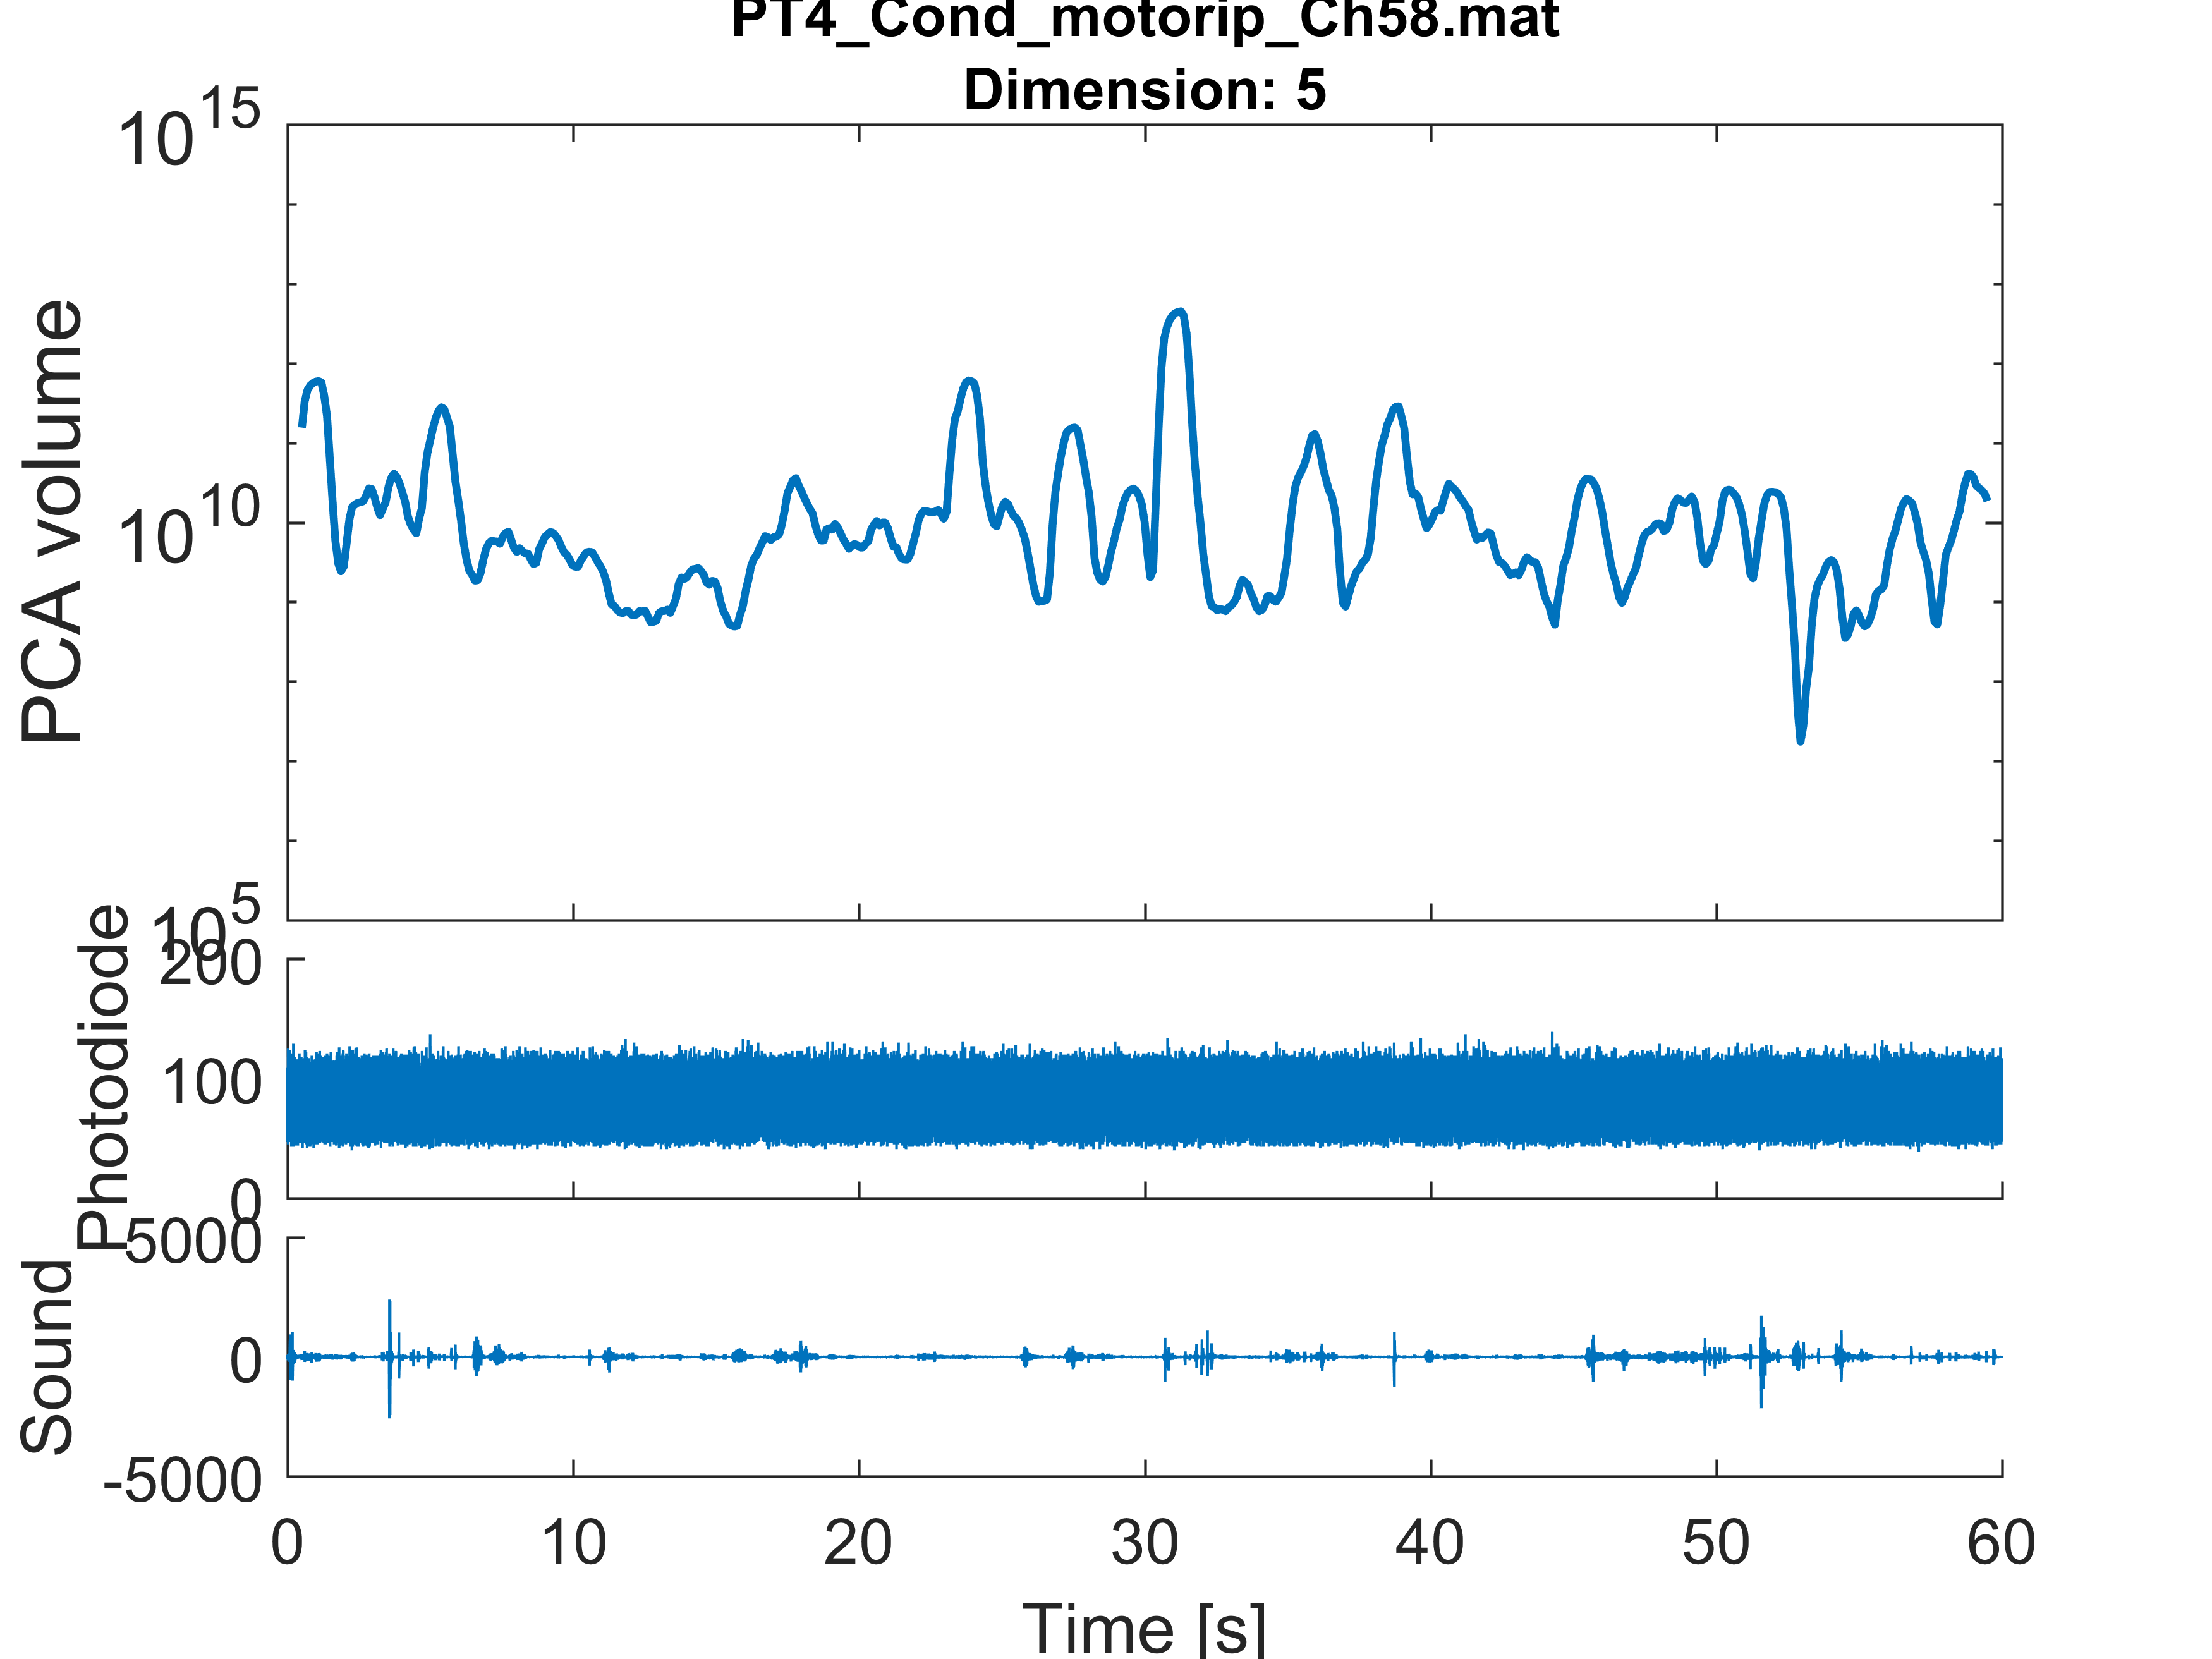 PT4_Cond_motorip_Ch58.mat
Dimension: 5
10^15
10^10
10^5
PCA volume
200
100
0
Photodiode
5000
0
-5000
Sound
0 10 20 30 40 50 60
Time [s]